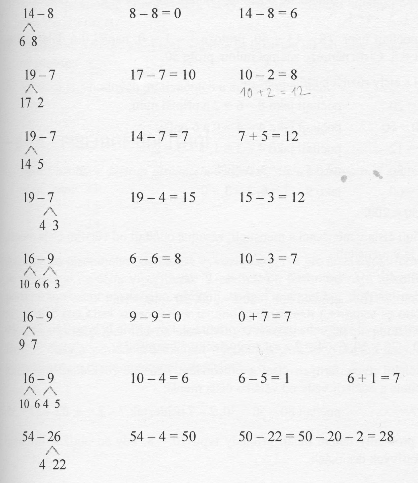 14 – 8 8 – 8 = 0 14 – 8 = 6
6 8
19 – 7 17 – 7 = 10 10 – 2 = 8
17 2 10 + 2 = 12
19 – 7 14 – 7 = 7 7 + 5 = 12
14 5
19 – 7 19 – 4 = 15 15 – 3 = 12
4 3
16 – 9 6 – 6 = 8 10 – 3 = 7
10 6 6 3
16 – 9 9 – 9 = 0 0 + 7 = 7
9 7
16 – 9 10 – 4 = 6 6 – 5 = 1 6 + 1 = 7
10 6 4 5
54 – 26 54 – 4 = 50 50 – 22 = 50 – 20 – 2 = 28
4 22